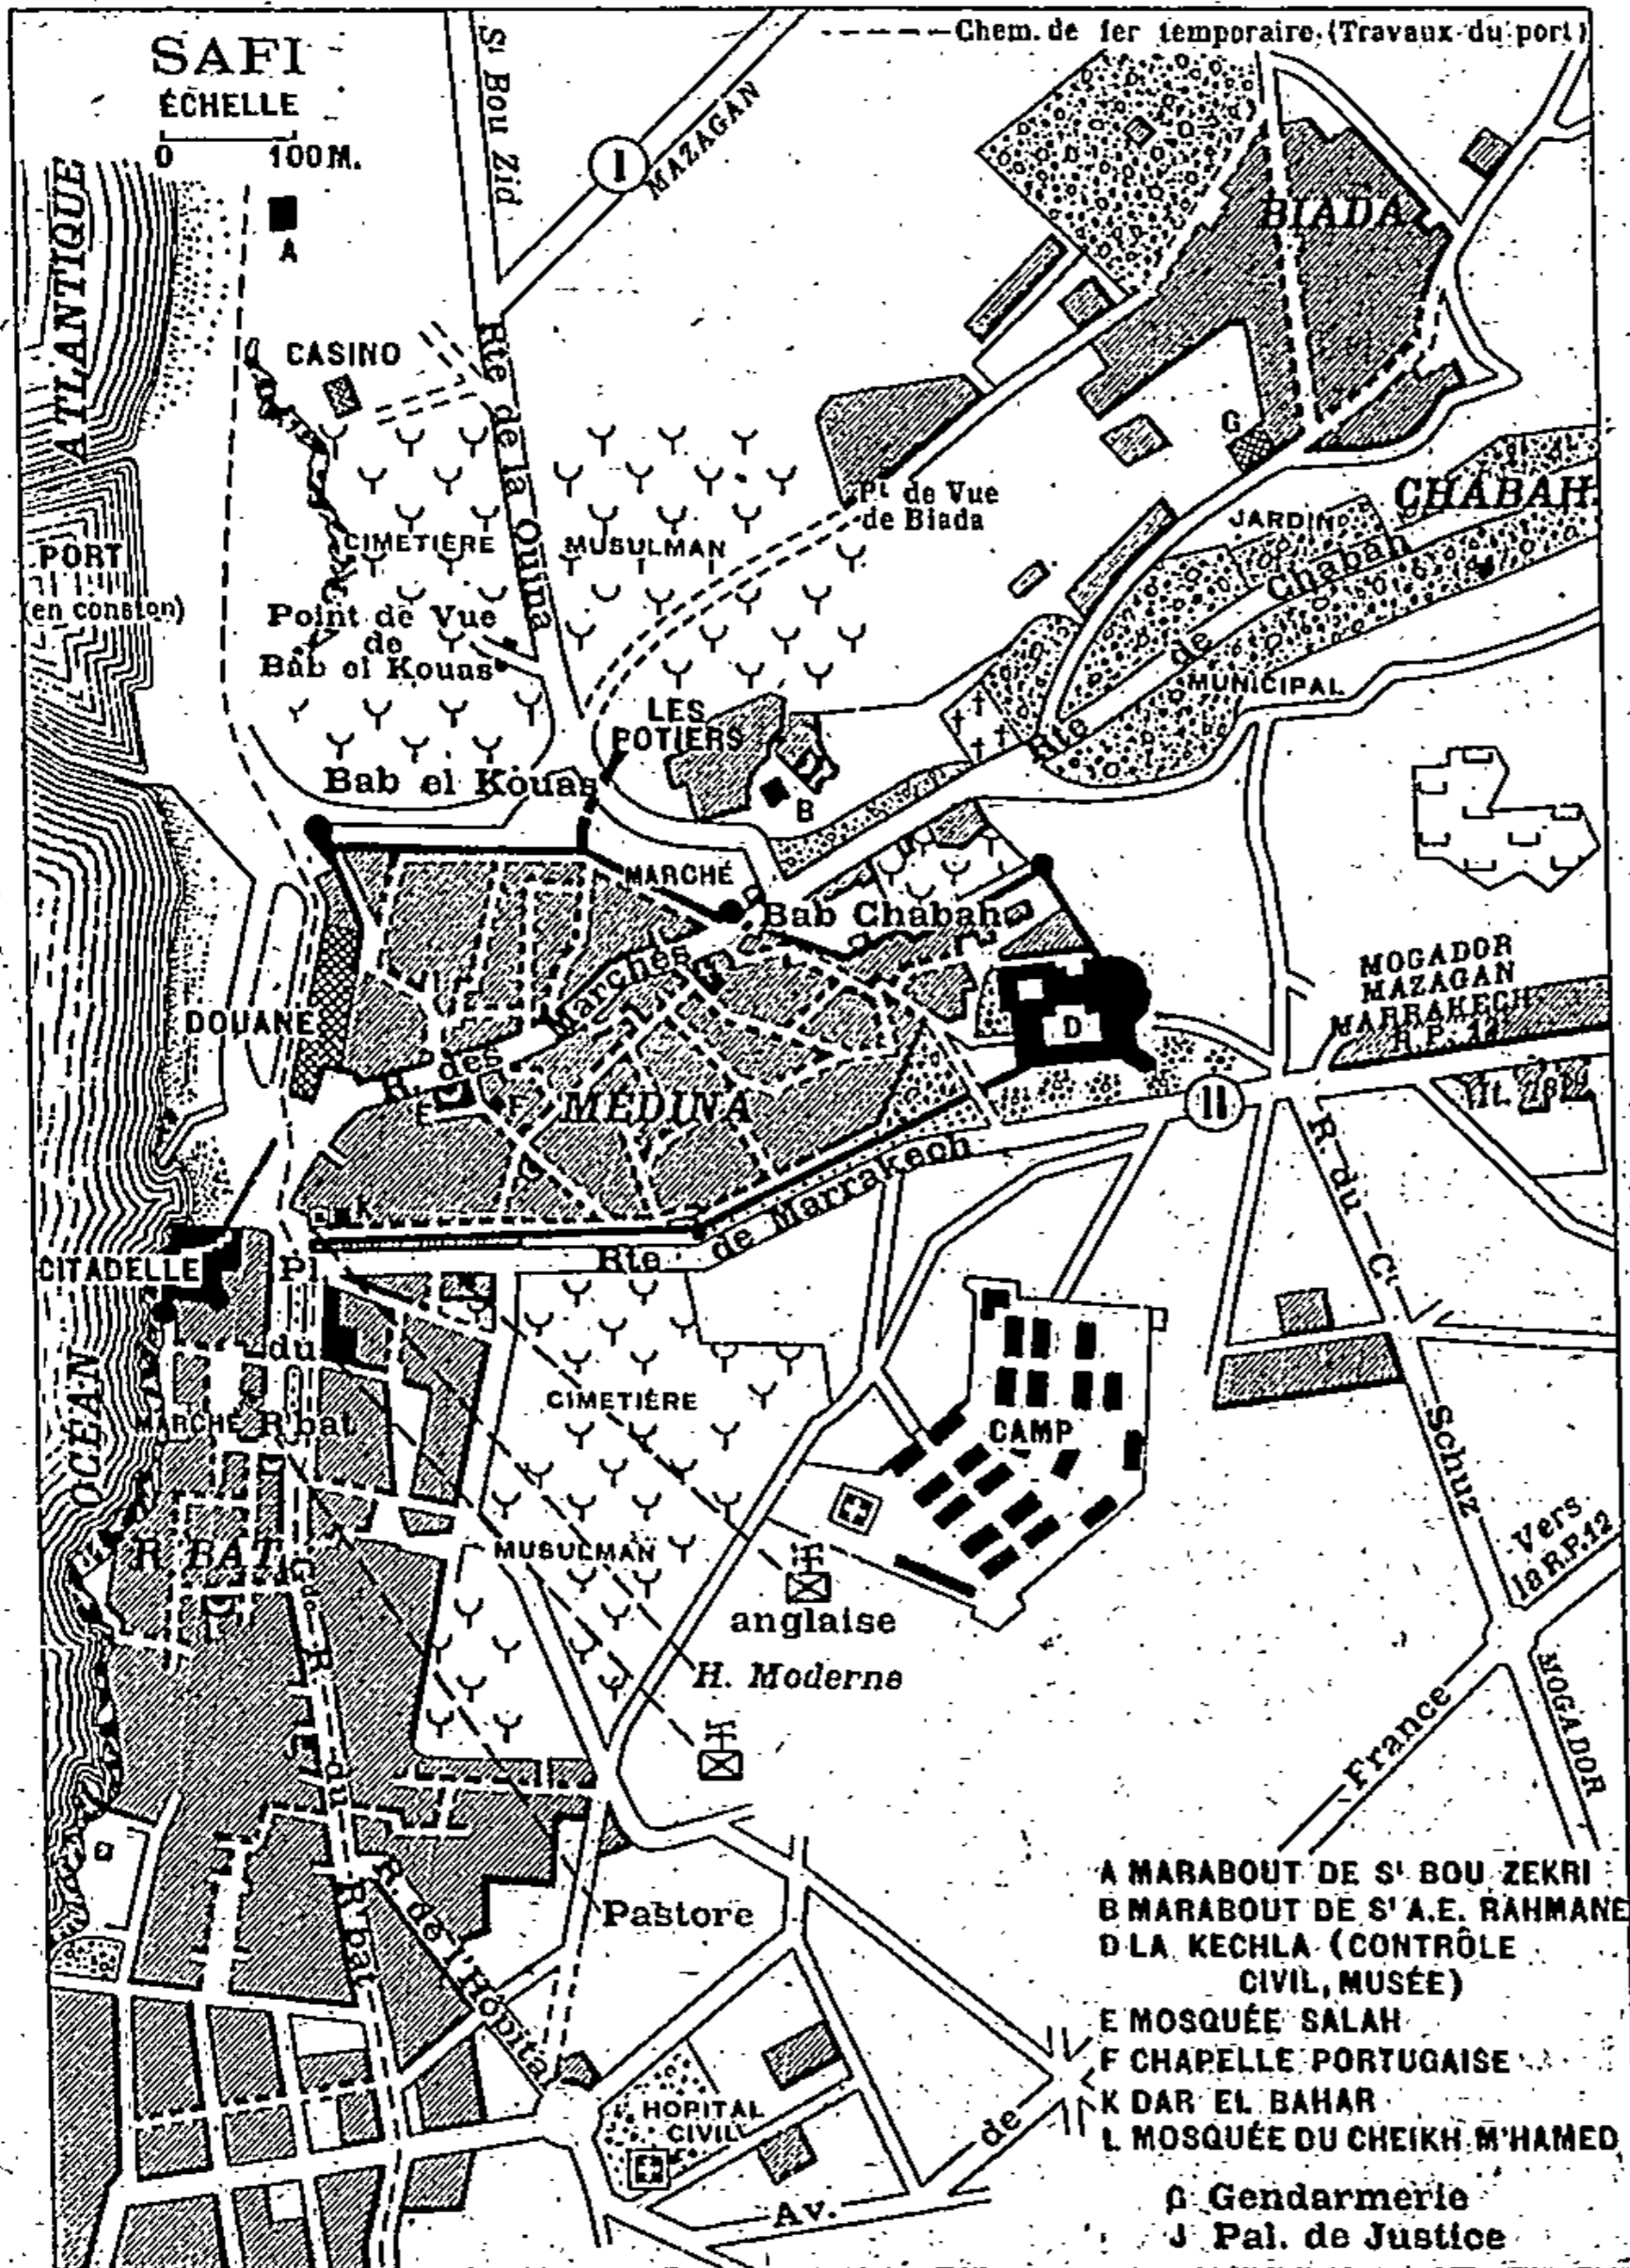 Chem. de fer temporaire (Travaux du port)
SAFI
ÉCHELLE
0 100 M.
St Bou Zid
I
MAZAGAN
ATLANTIQUE
A
BIADA
CASINO
Rte de la Ouina
G
Pt de Vue
de Biada
CHABAH
JARDIN
CIMETIÈRE MUSULMAN
PORT
(en constion)
Point de Vue
de
Bab el Kouas
Rte de Chabah
MUNICIPAL
LES
POTIERS
Bab el Kouas
B
MARCHÉ
Bab Chabah
MOGADOR
MAZAGAN
MARRAKECH
R.P. 12
R. des Marchés
L
DOUANE
D
E
F
MÉDINA
II
K
Rte de Marrakech
R. du Ct Schuz
CITADELLE
Pl. du R'bat
OCÉAN
MARCHÉ
CIMETIÈRE
MUSULMAN
CAMP
R'BAT
Vers
la R.P.12
anglaise
H. Moderne
Gde R. du R'bat
MOGADOR
Av. de France
Pastore
R. de l'Hôpital
HOPITAL
CIVIL
A MARABOUT DE St BOU ZEKRI
B MARABOUT DE St A.E. RAHMANE
D LA KECHLA (CONTRÔLE
CIVIL, MUSÉE)
E MOSQUÉE SALAH
F CHAPELLE PORTUGAISE
K DAR EL BAHAR
L MOSQUÉE DU CHEIKH M'HAMED
β Gendarmerie
J Pal. de Justice